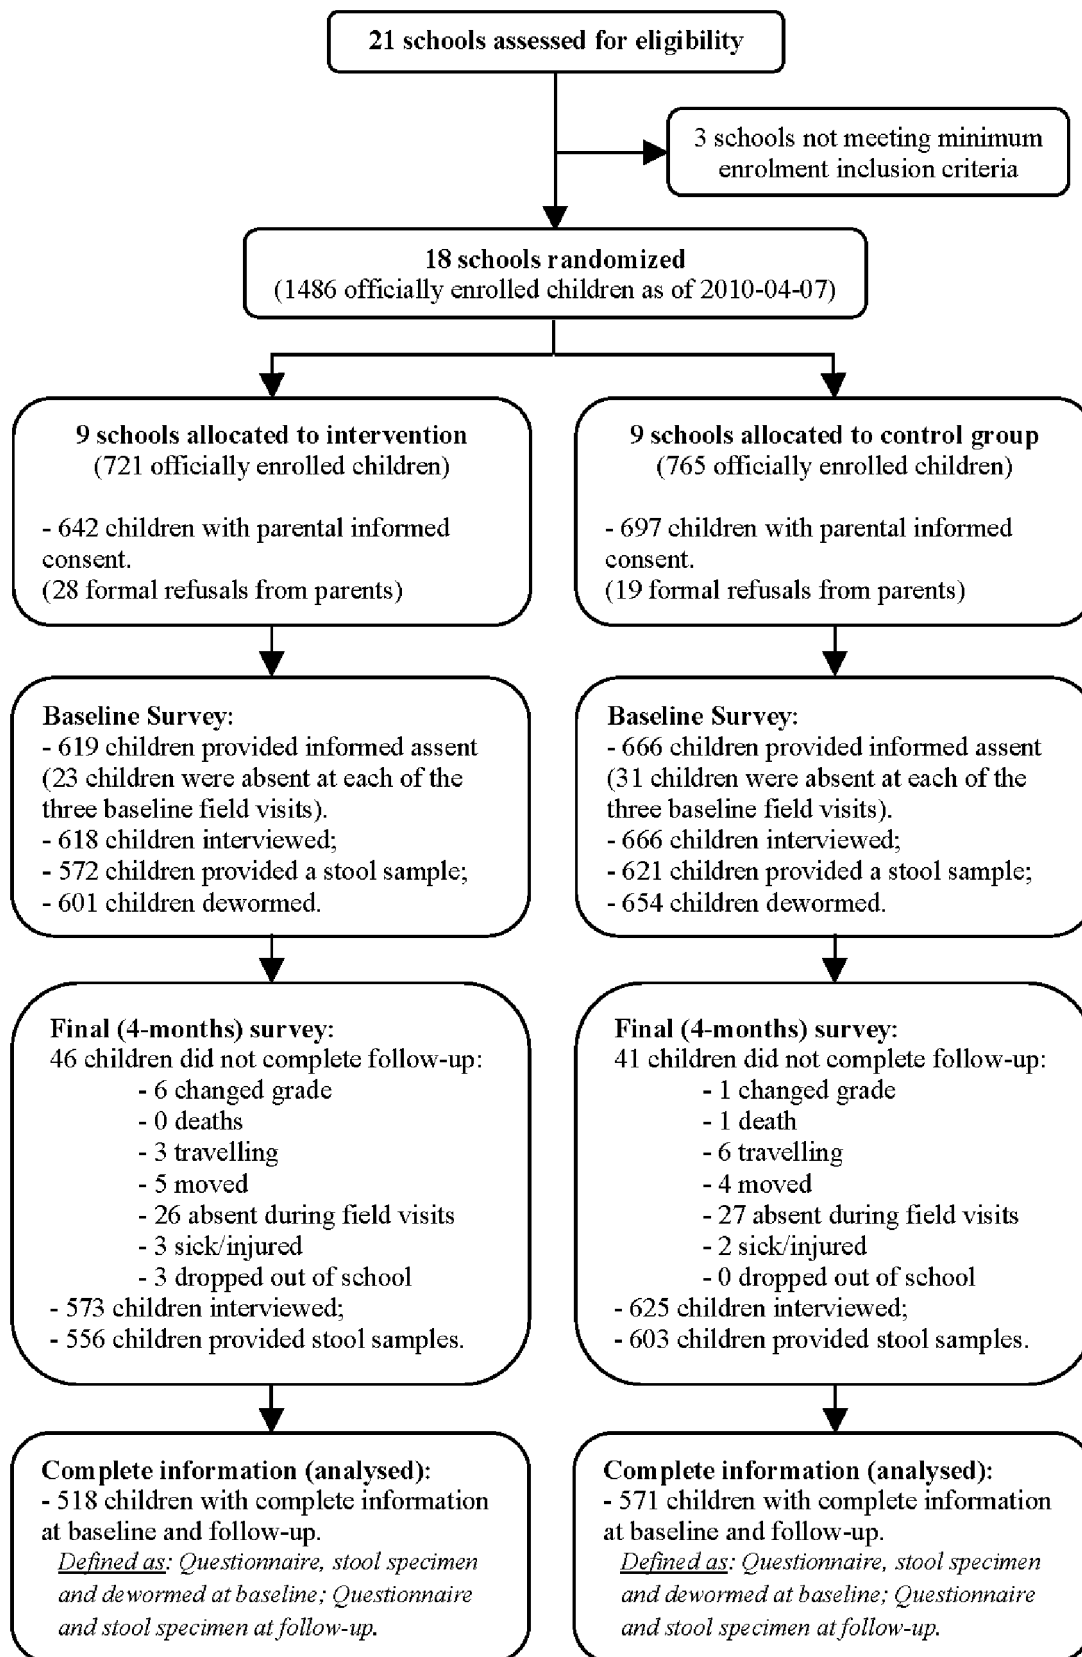 21 schools assessed for eligibility
3 schools not meeting minimum
enrolment inclusion criteria
18 schools randomized
(1486 officially enrolled children as of 2010-04-07)
9 schools allocated to intervention
(721 officially enrolled children)
- 642 children with parental informed
consent.
(28 formal refusals from parents)
9 schools allocated to control group
(765 officially enrolled children)
- 697 children with parental informed
consent.
(19 formal refusals from parents)
Baseline Survey:
- 619 children provided informed assent
(23 children were absent at each of the
three baseline field visits).
- 618 children interviewed;
- 572 children provided a stool sample;
- 601 children dewormed.
Baseline Survey:
- 666 children provided informed assent
(31 children were absent at each of the
three baseline field visits).
- 666 children interviewed;
- 621 children provided a stool sample;
- 654 children dewormed.
Final (4-months) survey:
46 children did not complete follow-up:
- 6 changed grade
- 0 deaths
- 3 travelling
- 5 moved
- 26 absent during field visits
- 3 sick/injured
- 3 dropped out of school
- 573 children interviewed;
- 556 children provided stool samples.
Final (4-months) survey:
41 children did not complete follow-up:
- 1 changed grade
- 1 death
- 6 travelling
- 4 moved
- 27 absent during field visits
- 2 sick/injured
- 0 dropped out of school
- 625 children interviewed;
- 603 children provided stool samples.
Complete information (analysed):
- 518 children with complete information
at baseline and follow-up.
Defined as: Questionnaire, stool specimen
and dewormed at baseline; Questionnaire
and stool specimen at follow-up.
Complete information (analysed):
- 571 children with complete information
at baseline and follow-up.
Defined as: Questionnaire, stool specimen
and dewormed at baseline; Questionnaire
and stool specimen at follow-up.